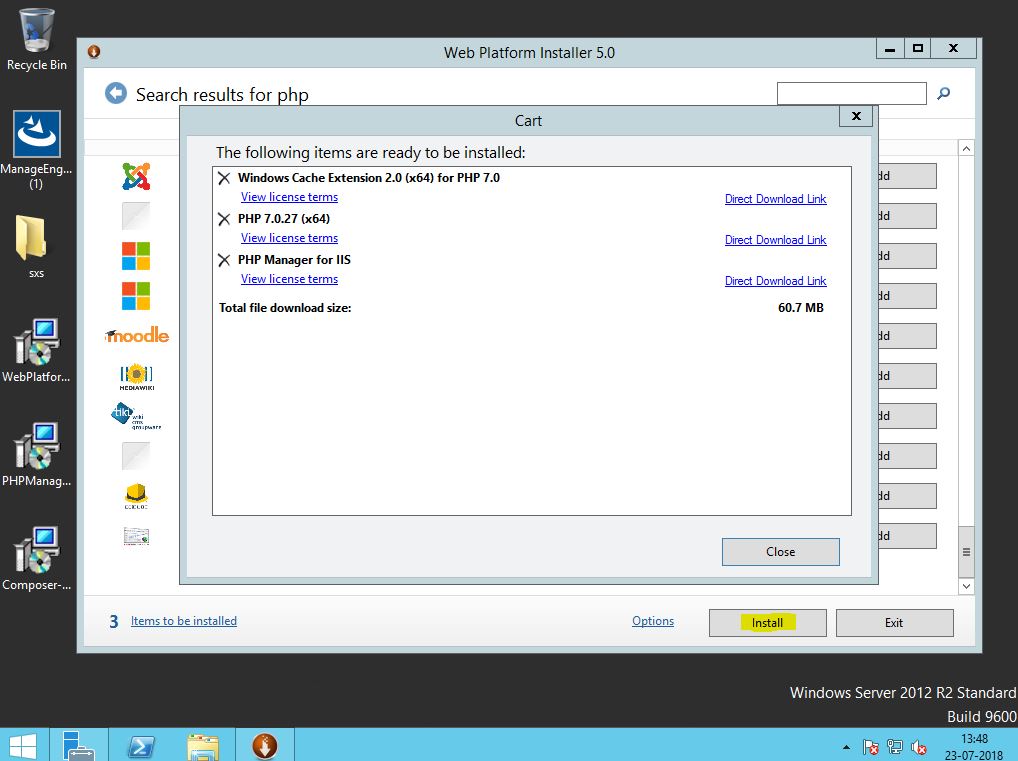 Recycle Bin
ManageEng...
(1)
sxs
WebPlatfor...
PHPManag...
Composer-...
Web Platform Installer 5.0
Search results for php
Cart
The following items are ready to be installed:
Windows Cache Extension 2.0 (x64) for PHP 7.0
View license terms
Direct Download Link
PHP 7.0.27 (x64)
View license terms
Direct Download Link
PHP Manager for IIS
View license terms
Direct Download Link
Total file download size: 60.7 MB
Close
moodle
MEDIAWIKI
tiki
wiki
cms
groupware
dd
dd
dd
dd
dd
dd
dd
dd
dd
dd
3 Items to be installed
Options
Install
Exit
Windows Server 2012 R2 Standard
Build 9600
13:48
23-07-2018